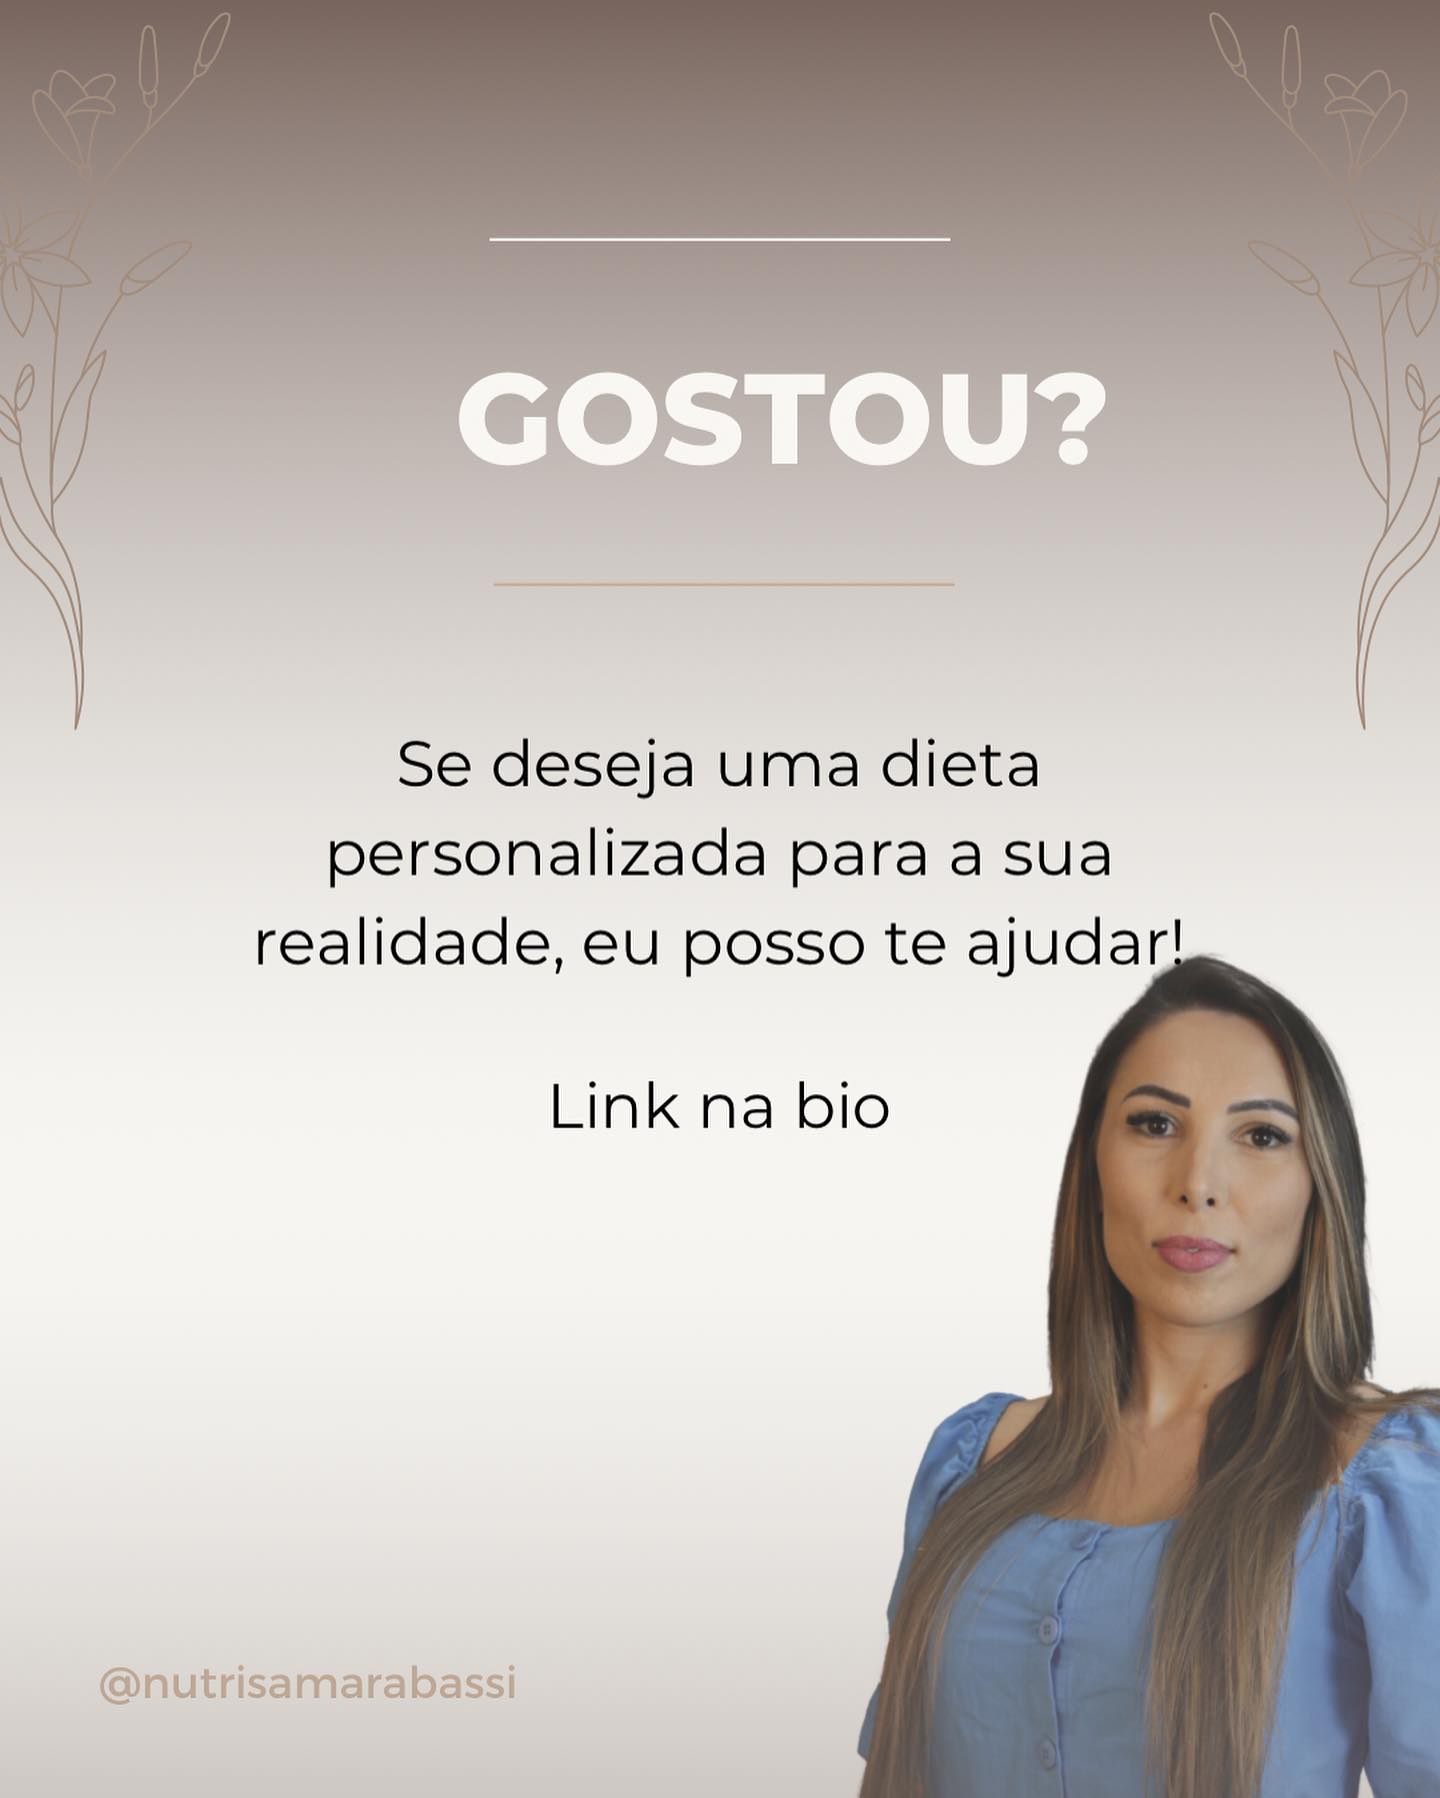 GOSTOU?
Se deseja uma dieta
personalizada para a sua
realidade, eu posso te ajudar!
Link na bio
@nutrisamarabassi